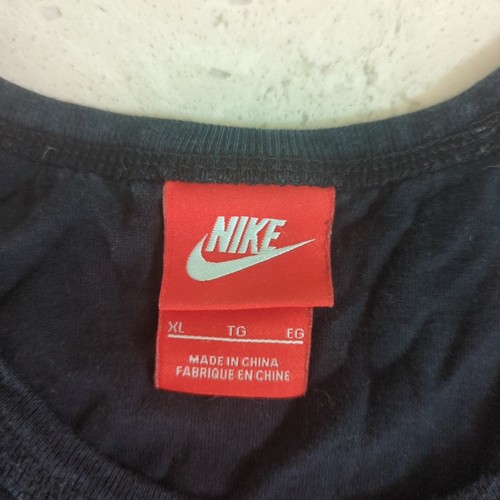 NIKE
XL TG EG
MADE IN CHINA
FABRIQUE EN CHINE